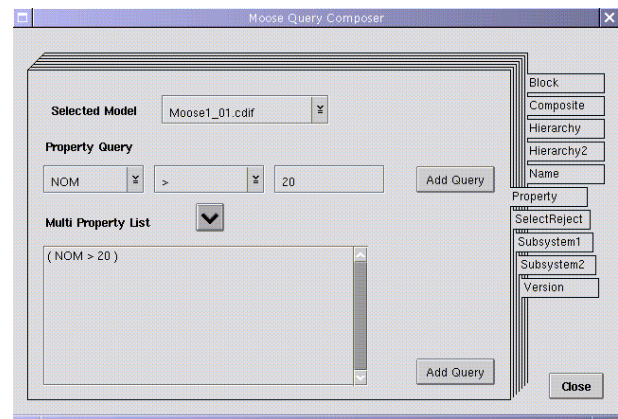 Moose Query Composer
Selected Model
Moose1_01.cdif
Property Query
NOM
>
20
Add Query
Multi Property List
( NOM > 20 )
Add Query
Block
Composite
Hierarchy
Hierarchy2
Name
Property
SelectReject
Subsystem1
Subsystem2
Version
Close